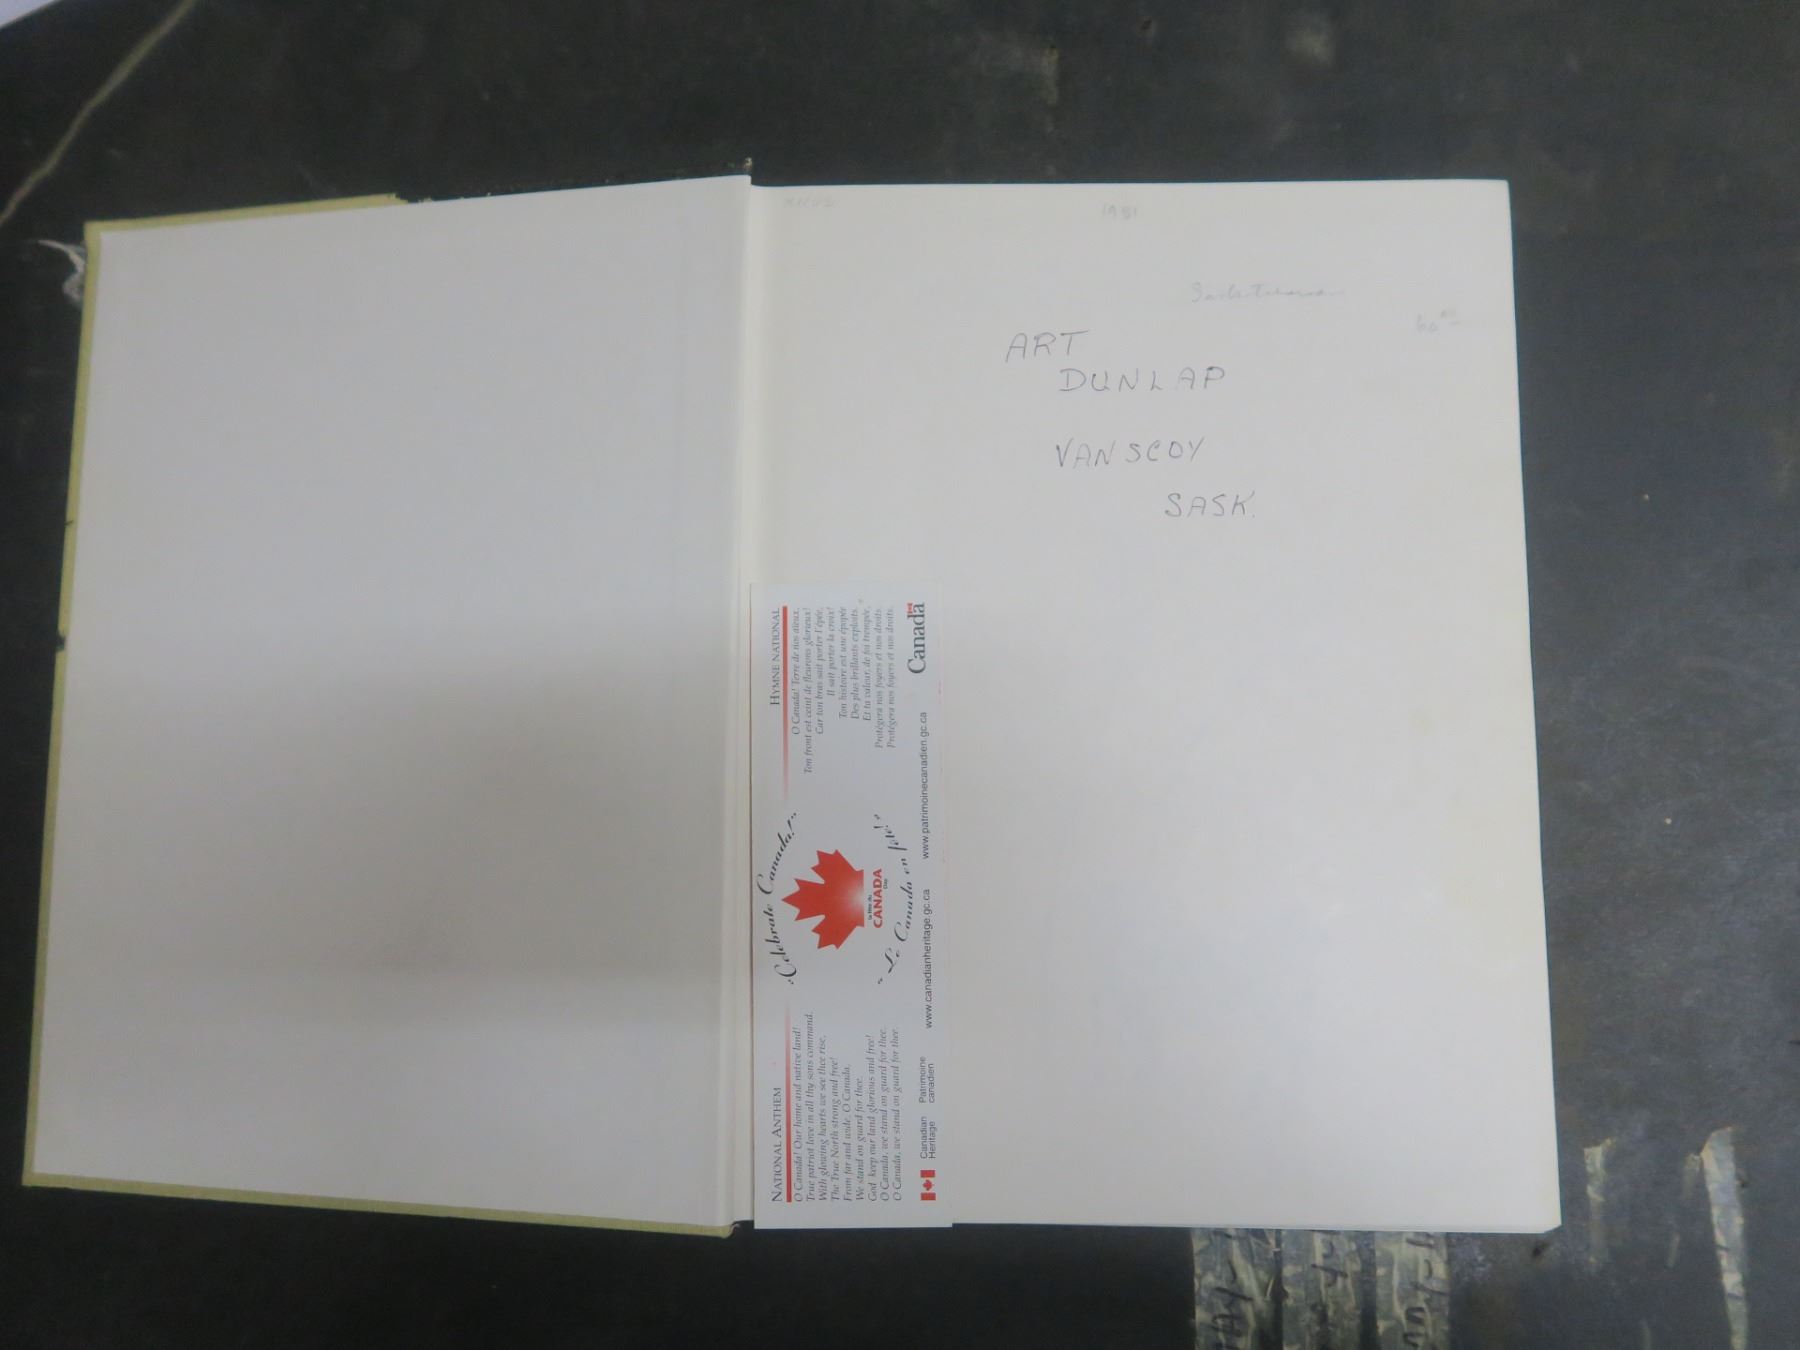 1951
Saskatchewan
60
ART
DUNLAP
VANSCOY
SASK.
NATIONAL ANTHEM
O Canada! Our home and native land!
True patriot love in all thy sons command.
With glowing hearts we see thee rise,
The True North strong and free!
From far and wide, O Canada,
We stand on guard for thee.
God keep our land glorious and free!
O Canada, we stand on guard for thee.
O Canada, we stand on guard for thee.
Celebrate Canada!
La fête du
CANADA
Day
Le Canada en fête!
HYMNE NATIONAL
O Canada! Terre de nos aïeux,
Ton front est ceint de fleurons glorieux!
Car ton bras sait porter l'épée,
Il sait porter la croix!
Ton histoire est une épopée
Des plus brillants exploits.
Et ta valeur, de foi trempée,
Protégera nos foyers et nos droits.
Protégera nos foyers et nos droits.
Canadian Patrimoine
Heritage canadien
www.canadianheritage.gc.ca www.patrimoinecanadien.gc.ca
Canada